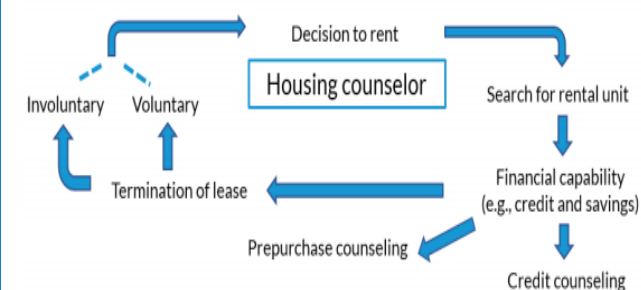 Decision to rent
Housing counselor
Involuntary
Voluntary
Search for rental unit
Termination of lease
Financial capability
(e.g., credit and savings)
Prepurchase counseling
Credit counseling